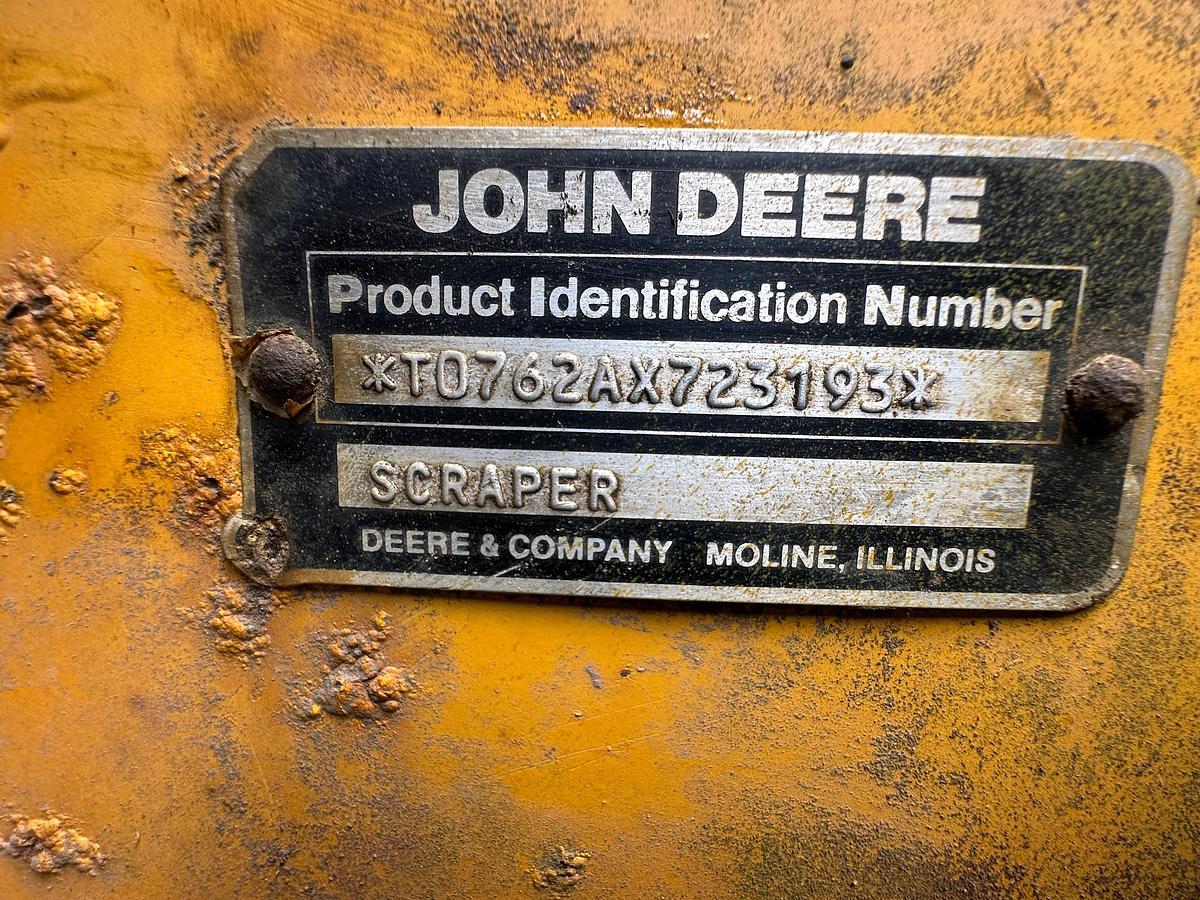 JOHN DEERE
Product Identification Number
*T0762AX723193*
SCRAPER
DEERE & COMPANY MOLINE, ILLINOIS